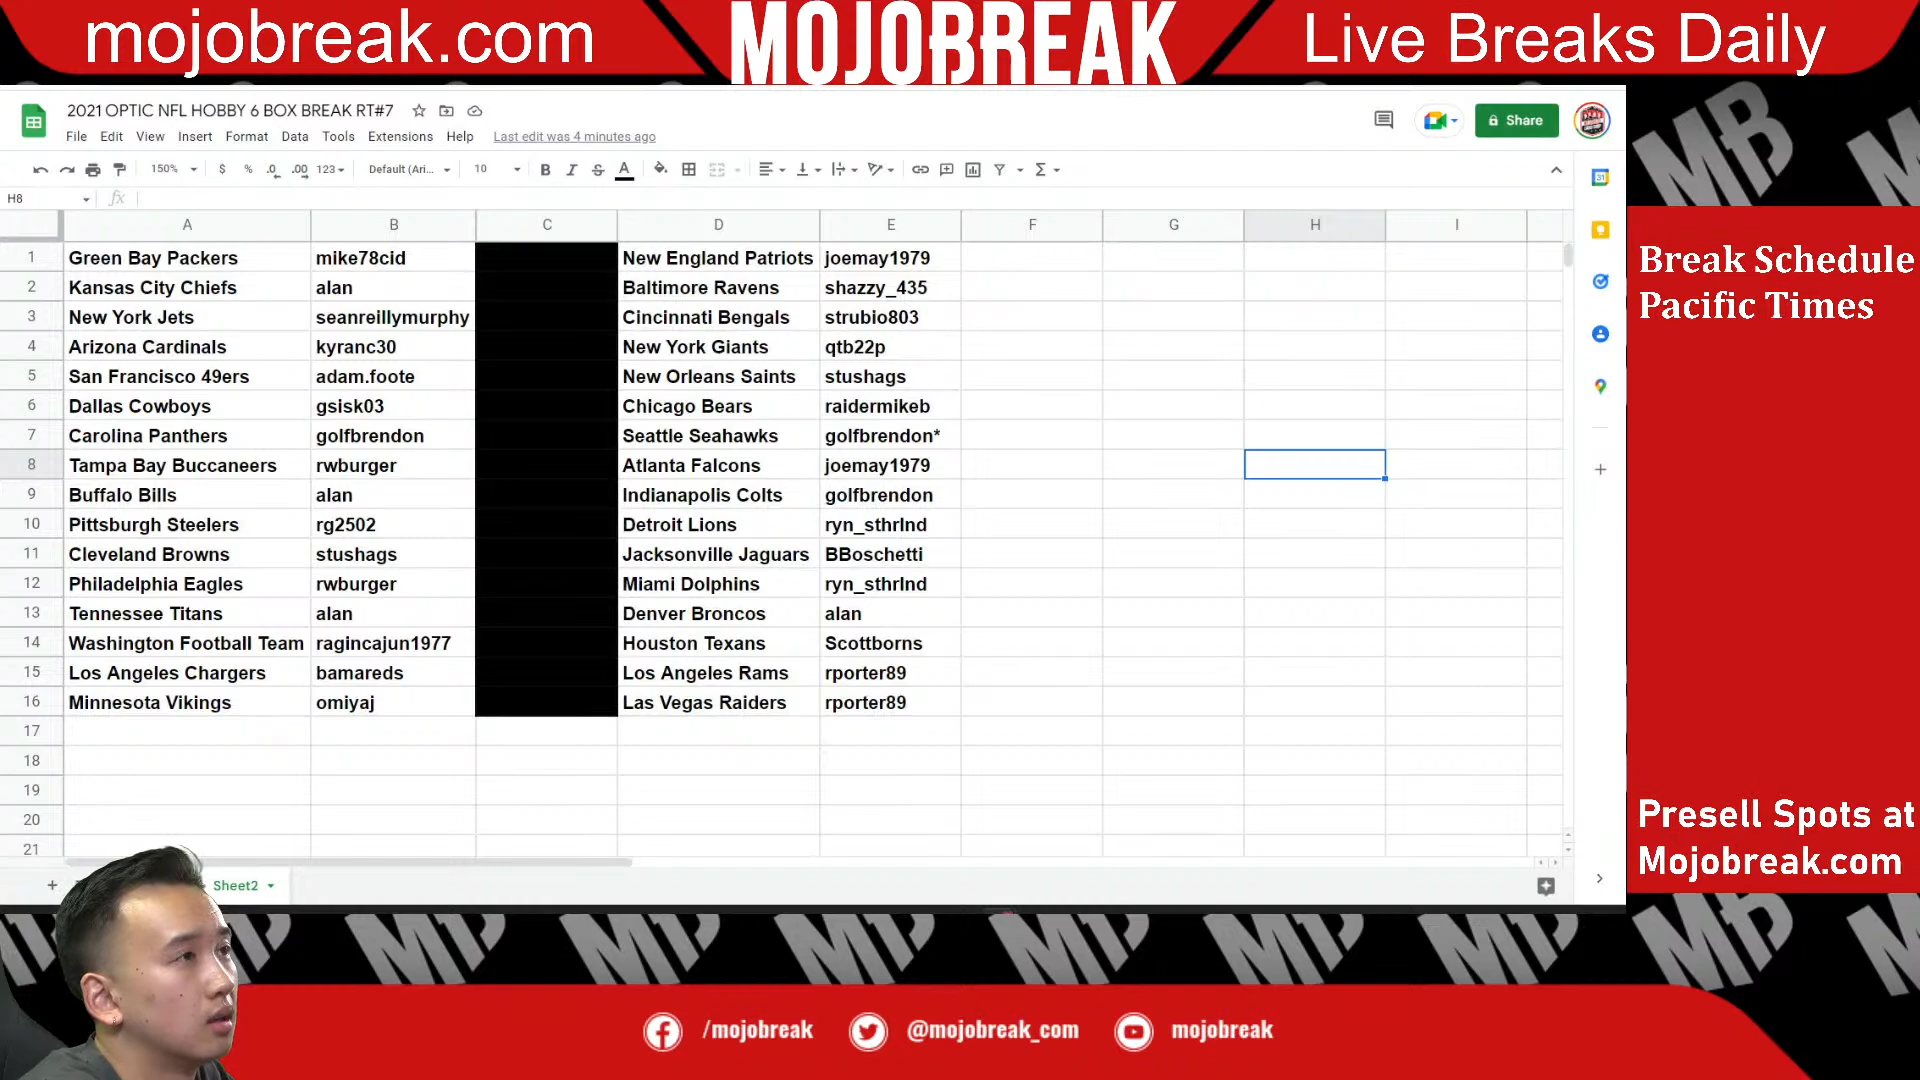 mojobreak.com
MOJOBREAK
Live Breaks Daily
2021 OPTIC NFL HOBBY 6 BOX BREAK RT#7
File Edit View Insert Format Data Tools Extensions Help Last edit was 4 minutes ago
Share
150% $ % .0 .00 123 Default (Ari... 10 B I S A
H8 fx
A B C D E F G H I
1 Green Bay Packers mike78cid New England Patriots joemay1979
2 Kansas City Chiefs alan Baltimore Ravens shazzy_435
3 New York Jets seanreillymurphy Cincinnati Bengals strubio803
4 Arizona Cardinals kyranc30 New York Giants qtb22p
5 San Francisco 49ers adam.foote New Orleans Saints stushags
6 Dallas Cowboys gsisk03 Chicago Bears raidermikeb
7 Carolina Panthers golfbrendon Seattle Seahawks golfbrendon*
8 Tampa Bay Buccaneers rwburger Atlanta Falcons joemay1979
9 Buffalo Bills alan Indianapolis Colts golfbrendon
10 Pittsburgh Steelers rg2502 Detroit Lions ryn_sthrlnd
11 Cleveland Browns stushags Jacksonville Jaguars BBoschetti
12 Philadelphia Eagles rwburger Miami Dolphins ryn_sthrlnd
13 Tennessee Titans alan Denver Broncos alan
14 Washington Football Team ragincajun1977 Houston Texans Scottborns
15 Los Angeles Chargers bamareds Los Angeles Rams rporter89
16 Minnesota Vikings omiyaj Las Vegas Raiders rporter89
17
18
19
20
21
Sheet2
Break Schedule
Pacific Times
Presell Spots at
Mojobreak.com
/mojobreak @mojobreak_com mojobreak